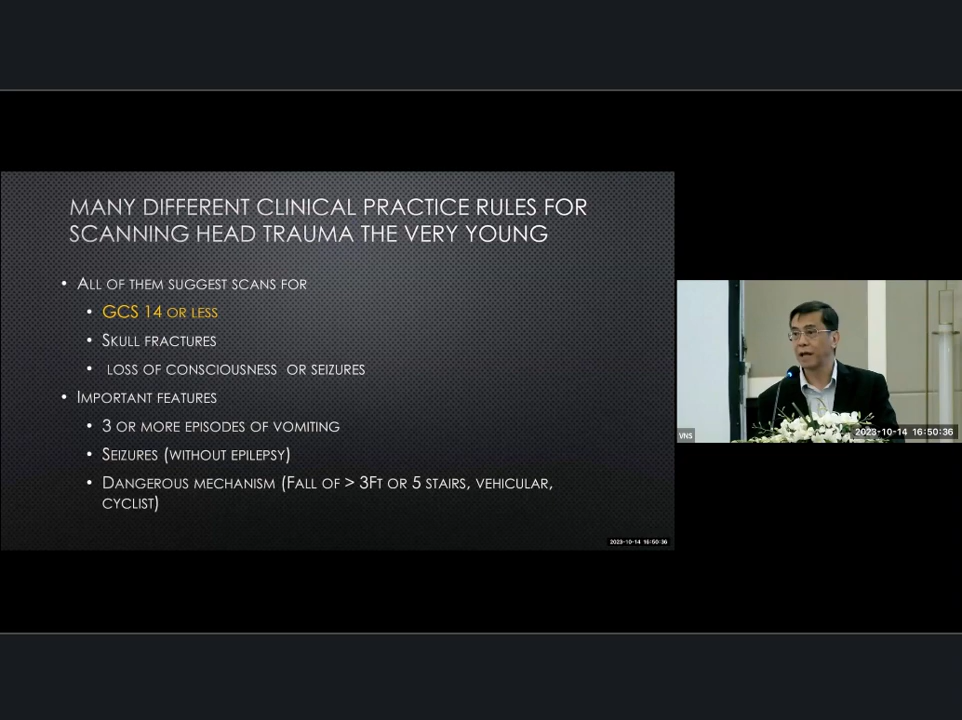 MANY DIFFERENT CLINICAL PRACTICE RULES FOR
SCANNING HEAD TRAUMA THE VERY YOUNG
• ALL OF THEM SUGGEST SCANS FOR
• GCS 14 OR LESS
• SKULL FRACTURES
• LOSS OF CONSCIOUSNESS OR SEIZURES
• IMPORTANT FEATURES
• 3 OR MORE EPISODES OF VOMITING
• SEIZURES (WITHOUT EPILEPSY)
• DANGEROUS MECHANISM (FALL OF > 3FT OR 5 STAIRS, VEHICULAR,
CYCLIST)
2023-10-14 16:50:36
VNS
2023-10-14 16:50:36